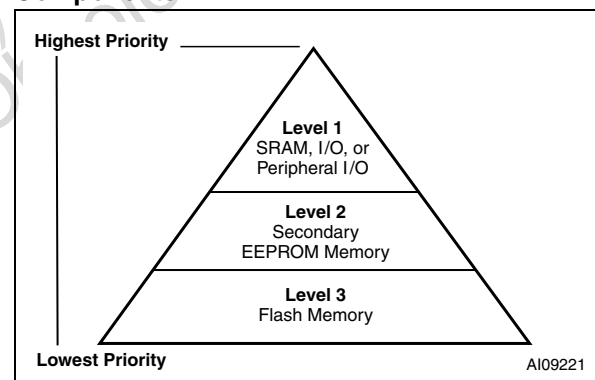 Highest Priority
Level 1
SRAM, I/O, or
Peripheral I/O
Level 2
Secondary
EEPROM Memory
Level 3
Flash Memory
Lowest Priority
AI09221